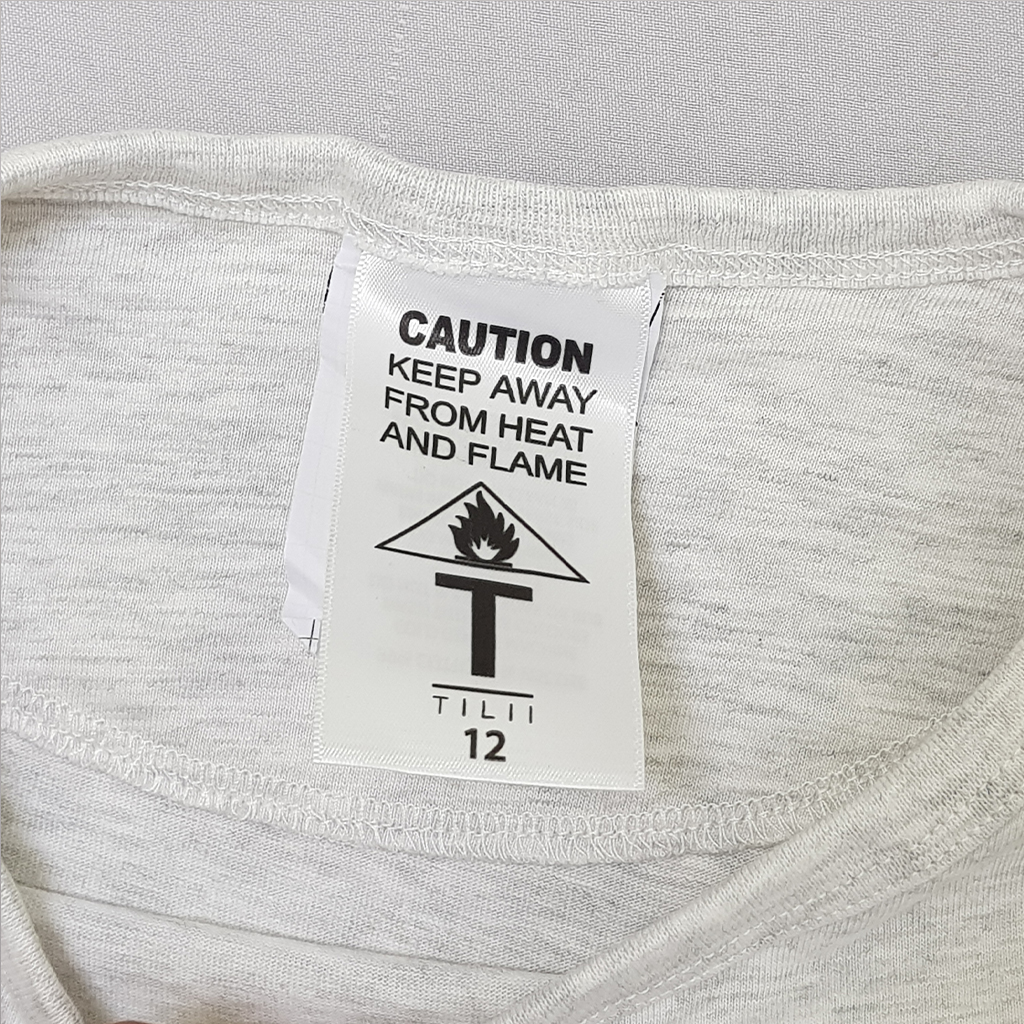 CAUTION
KEEP AWAY
FROM HEAT
AND FLAME
T
TILII
12